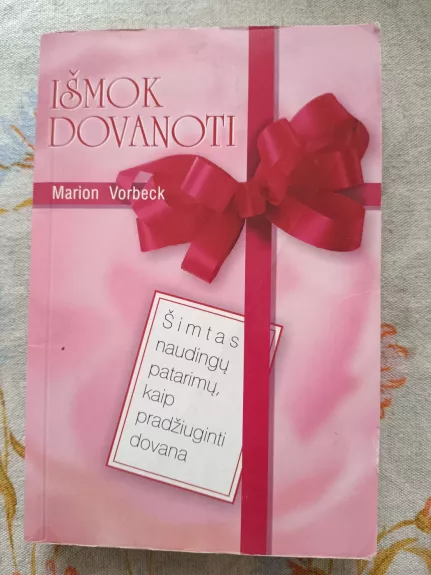 IŠMOK
DOVANOTI
Marion Vorbeck
Šimtas
naudingų
patarimų,
kaip
pradžiuginti
dovana